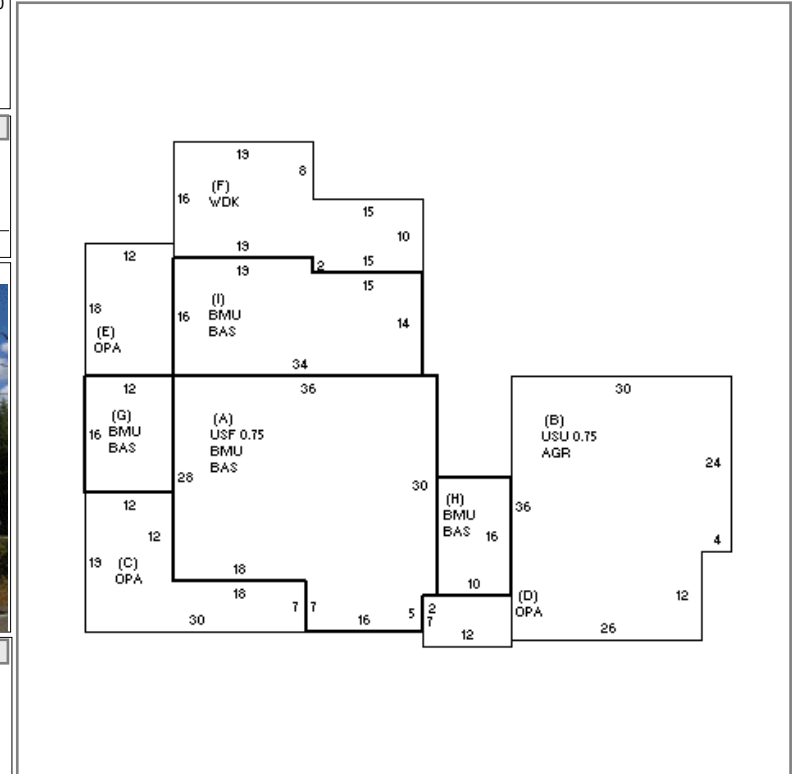 19
8
(F)
16
WDK
15
10
19
15
12
2
19
15
18
(I)
BMU
BAS
16
14
(E)
OPA
34
12
36
30
(G)
BMU
BAS
16
(A)
USF 0.75
BMU
BAS
(B)
USU 0.75
AGR
24
28
30
(H)
BMU
BAS
16
36
12
12
4
19
(C)
OPA
18
10
18
(D)
OPA
12
7
7
5
2
7
30
16
12
26